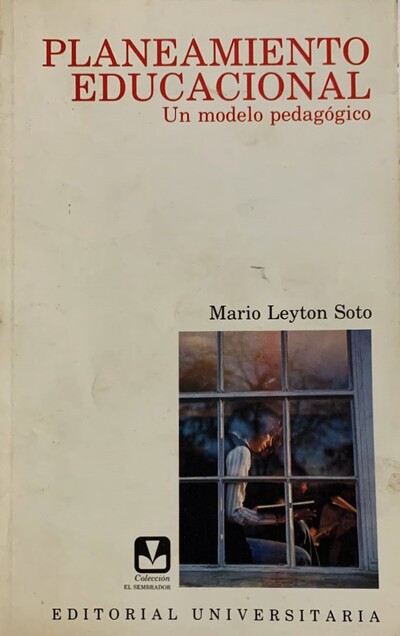 PLANEAMIENTO
EDUCACIONAL
Un modelo pedagógico
Mario Leyton Soto
Colección
EL SEMBRADOR
EDITORIAL UNIVERSITARIA